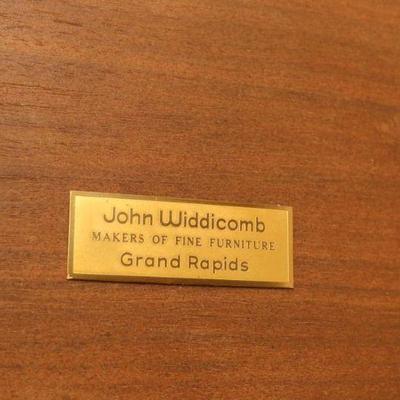 John Widdicomb
MAKERS OF FINE FURNITURE
Grand Rapids